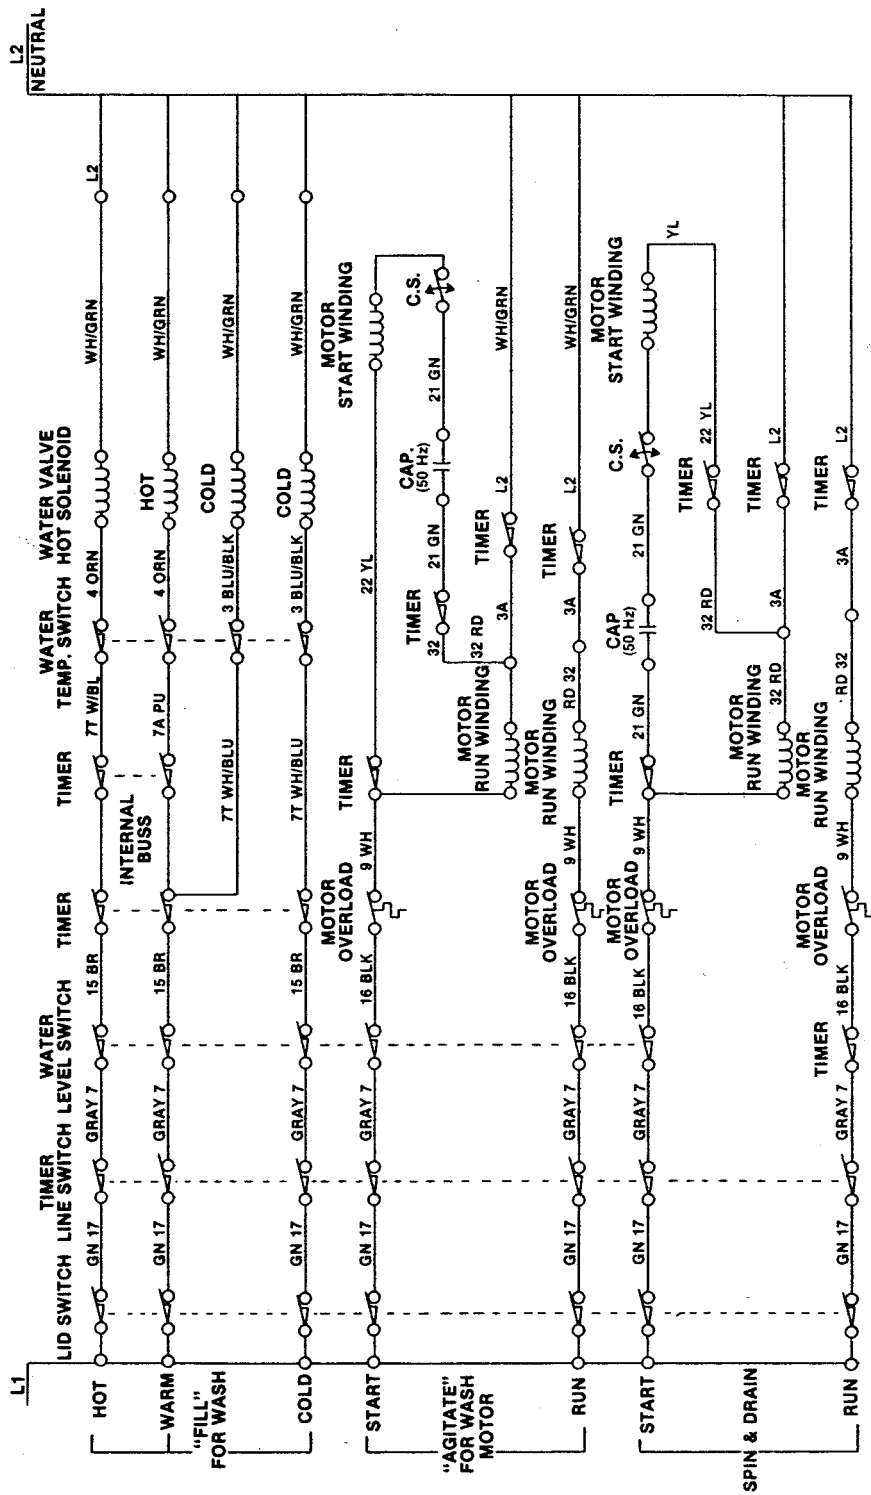 L1
L2
NEUTRAL
LID SWITCH
TIMER
LINE SWITCH
WATER
LEVEL SWITCH
TIMER
TIMER
WATER
TEMP. SWITCH
WATER VALVE
HOT SOLENOID
HOT
GN 17
GRAY 7
15 BR
7T W/BL
4 ORN
WH/GRN
L2
INTERNAL
BUSS
HOT
WARM
GN 17
GRAY 7
15 BR
7A PU
4 ORN
WH/GRN
"FILL"
FOR WASH
COLD
7T WH/BLU
3 BLU/BLK
WH/GRN
COLD
COLD
GN 17
GRAY 7
15 BR
7T WH/BLU
3 BLU/BLK
WH/GRN
MOTOR
OVERLOAD
TIMER
MOTOR
START WINDING
START
GN 17
GRAY 7
16 BLK
9 WH
22 YL
TIMER
CAP.
(50 Hz)
C.S.
32
21 GN
21 GN
"AGITATE"
FOR WASH
MOTOR
MOTOR
RUN WINDING
32 RD
TIMER
3A
L2
WH/GRN
MOTOR
OVERLOAD
MOTOR
RUN WINDING
TIMER
RUN
GN 17
GRAY 7
16 BLK
9 WH
RD 32
3A
L2
WH/GRN
MOTOR
OVERLOAD
TIMER
CAP
(50 Hz)
C.S.
MOTOR
START WINDING
START
GN 17
GRAY 7
16 BLK
9 WH
21 GN
21 GN
YL
TIMER
32 RD
22 YL
SPIN & DRAIN
MOTOR
RUN WINDING
TIMER
32 RD
3A
L2
TIMER
MOTOR
OVERLOAD
MOTOR
RUN WINDING
TIMER
RUN
GN 17
GRAY 7
16 BLK
9 WH
RD 32
3A
L2